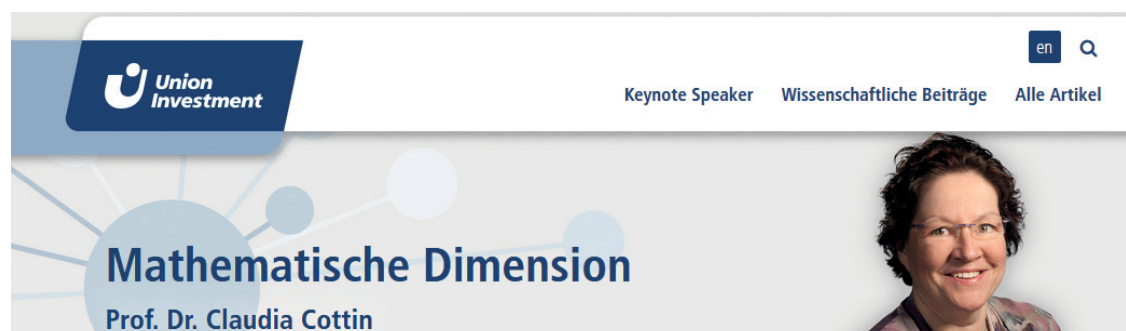 en
Union
Investment
Keynote Speaker Wissenschaftliche Beiträge Alle Artikel
Mathematische Dimension
Prof. Dr. Claudia Cottin